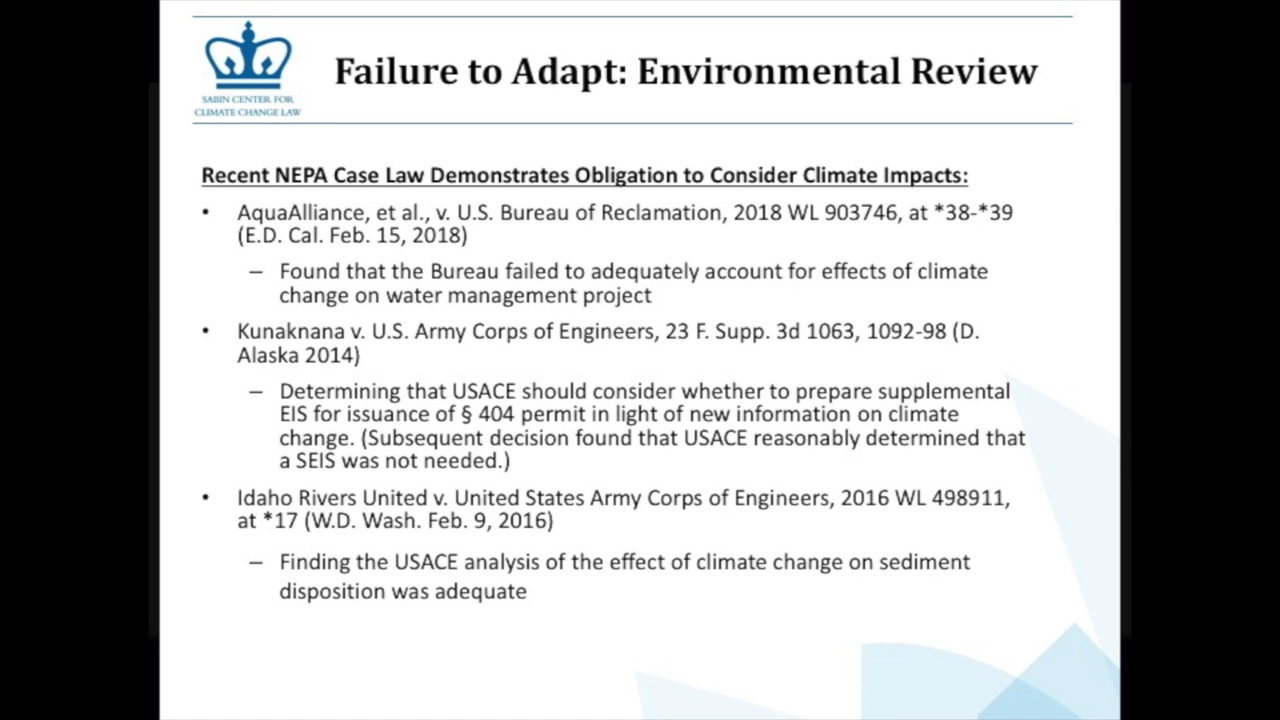 SABIN CENTER FOR
CLIMATE CHANGE LAW
Failure to Adapt: Environmental Review
Recent NEPA Case Law Demonstrates Obligation to Consider Climate Impacts:
• AquaAlliance, et al., v. U.S. Bureau of Reclamation, 2018 WL 903746, at *38-*39
(E.D. Cal. Feb. 15, 2018)
– Found that the Bureau failed to adequately account for effects of climate
change on water management project
• Kunaknana v. U.S. Army Corps of Engineers, 23 F. Supp. 3d 1063, 1092-98 (D.
Alaska 2014)
– Determining that USACE should consider whether to prepare supplemental
EIS for issuance of § 404 permit in light of new information on climate
change. (Subsequent decision found that USACE reasonably determined that
a SEIS was not needed.)
• Idaho Rivers United v. United States Army Corps of Engineers, 2016 WL 498911,
at *17 (W.D. Wash. Feb. 9, 2016)
– Finding the USACE analysis of the effect of climate change on sediment
disposition was adequate